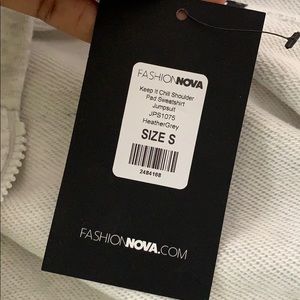 FASHIONNOVA
Keep It Chill Shoulder
Pad Sweatshirt
Jumpsuit
JPS1075
HeatherGrey
SIZE S
2484168
FASHIONNOVA.COM